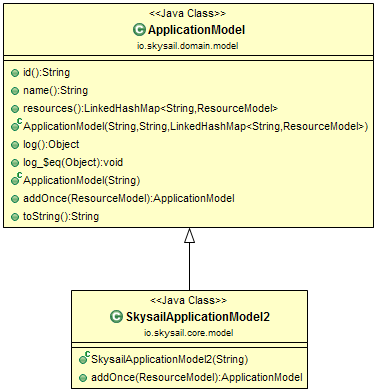 <<Java Class>>
ApplicationModel
io.skysail.domain.model
id():String
name():String
resources():LinkedHashMap<String,ResourceModel>
ApplicationModel(String,String,LinkedHashMap<String,ResourceModel>)
log():Object
log_$eq(Object):void
ApplicationModel(String)
addOnce(ResourceModel):ApplicationModel
toString():String
<<Java Class>>
SkysailApplicationModel2
io.skysail.core.model
SkysailApplicationModel2(String)
addOnce(ResourceModel):ApplicationModel